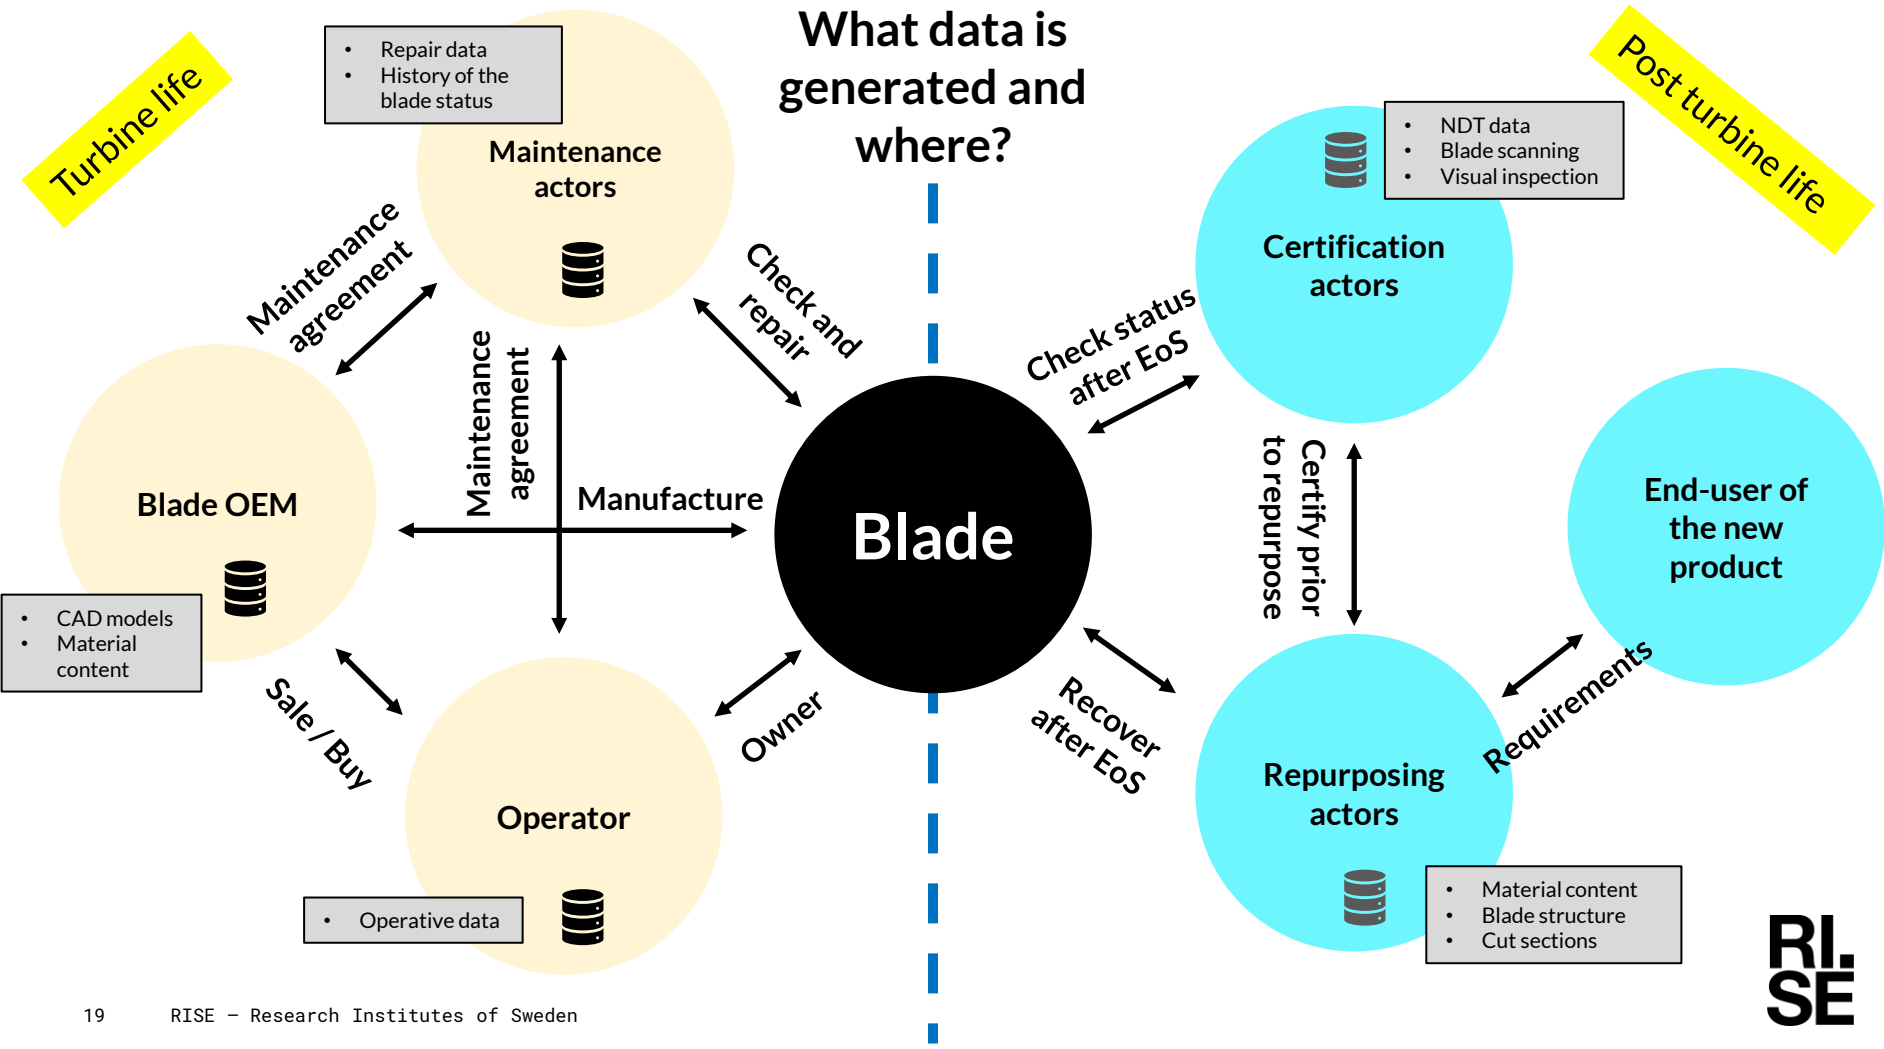 What data is
generated and
where?
Turbine life
Post turbine life
• Repair data
• History of the
blade status
Maintenance
actors
• NDT data
• Blade scanning
• Visual inspection
Certification
actors
Maintenance
agreement
Check and
repair
Check status
after EoS
Maintenance
agreement
Manufacture
Blade OEM
• CAD models
• Material
content
Blade
Certify prior
to repurpose
End-user of
the new
product
Sale / Buy
Owner
Recover
after EoS
Requirements
Operator
• Operative data
Repurposing
actors
• Material content
• Blade structure
• Cut sections
19 RISE — Research Institutes of Sweden
RI.
SE